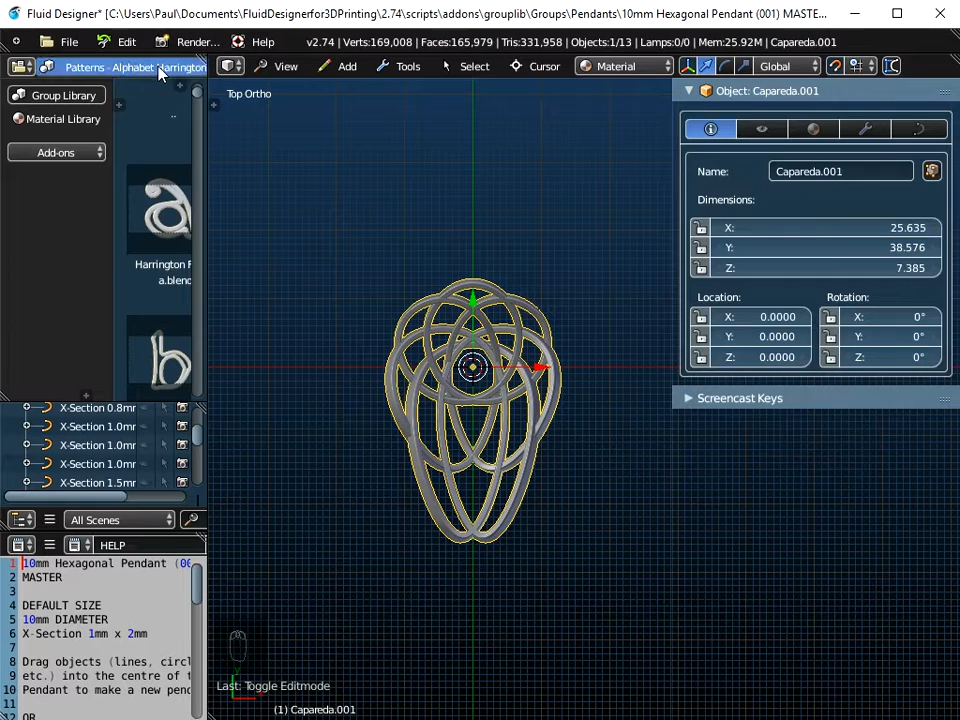 Fluid Designer* [C:\Users\Paul\Documents\FluidDesignerfor3DPrinting\2.74\scripts\addons\grouplib\Groups\Pendants\10mm Hexagonal Pendant (001) MASTE...
File Edit Render... Help v2.74 | Verts:169,008 | Faces:165,979 | Tris:331,958 | Objects:1/13 | Lamps:0/0 | Mem:25.92M | Capareda.001
Patterns - Alphabet Harrington
View Add Tools Select Cursor Material Global
Group Library
Material Library
Add-ons
..
Harrington F
a.blend
Top Ortho
Object: Capareda.001
Name: Capareda.001
Dimensions:
X: 25.635
Y: 38.576
Z: 7.385
Location: Rotation:
X: 0.0000 X: 0°
Y: 0.0000 Y: 0°
Z: 0.0000 Z: 0°
Screencast Keys
X-Section 0.8mm
X-Section 1.0mm
X-Section 1.0mm
X-Section 1.0mm
X-Section 1.5mm
All Scenes
HELP
1 10mm Hexagonal Pendant (00
2 MASTER
3
4 DEFAULT SIZE
5 10mm DIAMETER
6 X-Section 1mm x 2mm
7
8 Drag objects (lines, circl
9 etc.) into the centre of t
10 Pendant to make a new pend
11
12 OR
Last: Toggle Editmode
(1) Capareda.001